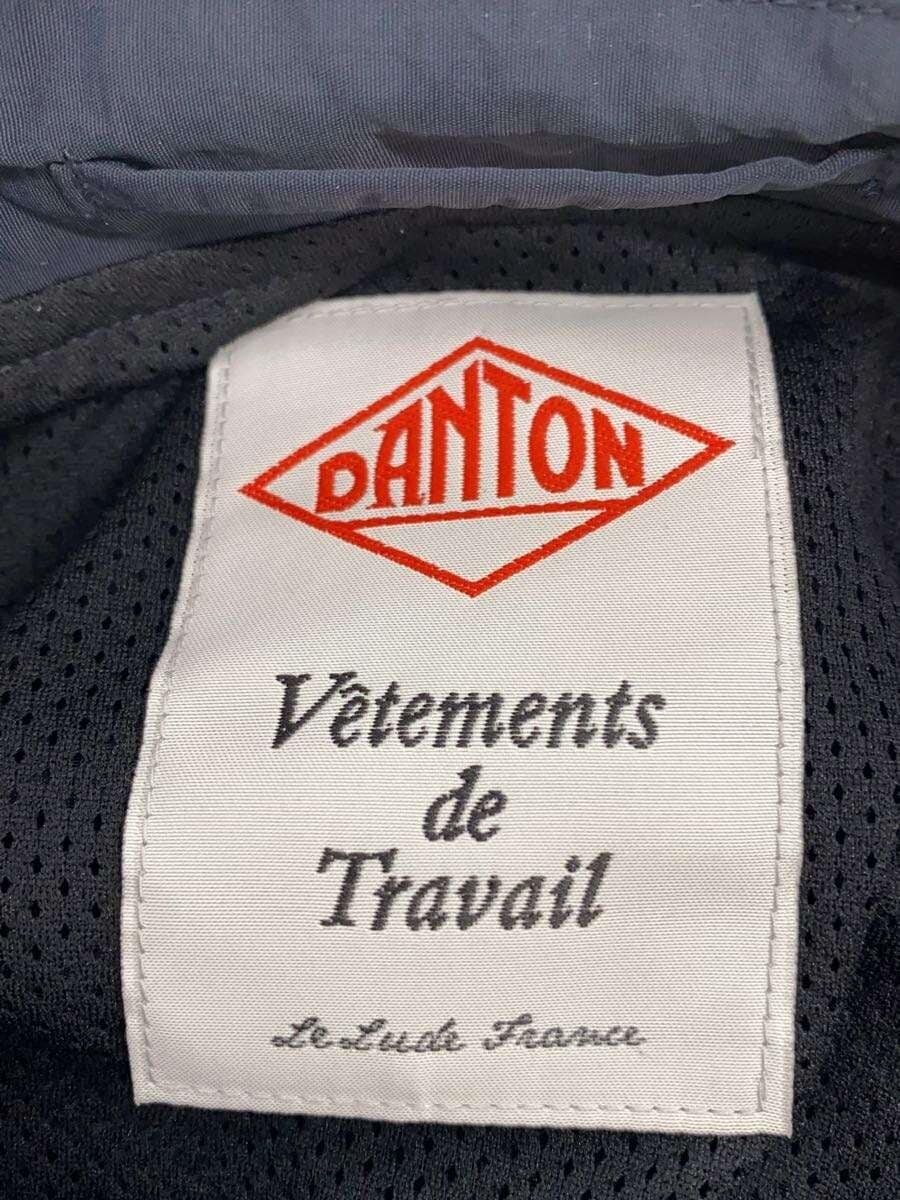 DANTON
Vêtements
de
Travail
Le Lude France